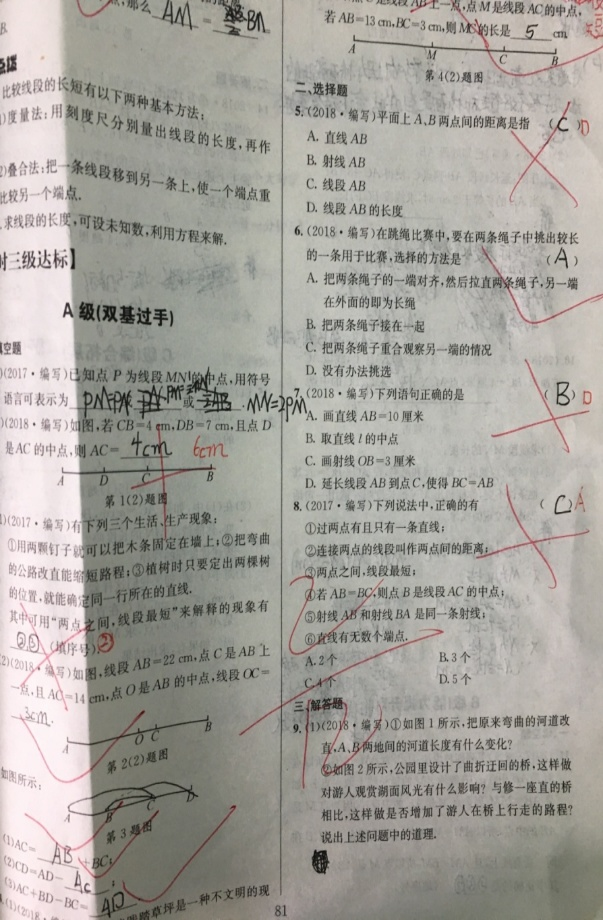 那么 AM = BN
比较线段的长短有以下两种基本方法:
度量法:用刻度尺分别量出线段的长度,再作
叠合法:把一条线段移到另一条上,使一个端点重
比较另一个端点.
求线段的长度,可设未知数,利用方程来解.
时三级达标】
A 级(双基过手)
填空题
(2017·编写)已知点 P 为线段MN的中点,用符号
语言可表示为 或 MN=2PM
(2018·编写)如图,若 CB=4 cm,DB=7 cm,且点 D
是AC 的中点,则 AC= 4cm 6cm
A D C B
第 1(2)题图
(2017·编写)有下列三个生活、生产现象:
①用两颗钉子就可以把木条固定在墙上;②把弯曲
的公路改直能缩短路程;③植树时只要定出两棵树
的位置,就能确定同一行所在的直线.
其中可用“两点之间,线段最短”来解释的现象有
(填序号). ②
2)(2018·编写)如图,线段 AB=22 cm,点 C 是 AB 上
一点,且 AC=14 cm,点 O 是 AB 的中点,线段 OC=
3cm.
A O C B
第 2(2)题图
如图所示:
A B C D
第 3 题图
(1)AC= AB +BC;
(2)CD=AD- AC ;
(3)AC+BD-BC= AD
踏草坪是一种不文明的现
上一点,点 M 是线段 AC 的中点,
若 AB=13 cm,BC=3 cm,则 MC的长是 5 cm.
A M C B
第 4(2)题图
二、选择题
5.(2018·编写)平面上 A、B 两点间的距离是指 ( C ) D
A. 直线 AB
B. 射线 AB
C. 线段 AB
D. 线段 AB 的长度
6.(2018·编写)在跳绳比赛中,要在两条绳子中挑出较长
的一条用于比赛,选择的方法是 ( A )
A. 把两条绳子的一端对齐,然后拉直两条绳子,另一端
在外面的即为长绳
B. 把两条绳子接在一起
C. 把两条绳子重合观察另一端的情况
D. 没有办法挑选
7.(2018·编写)下列语句正确的是 ( B ) D
A. 画直线 AB=10 厘米
B. 取直线 l 的中点
C. 画射线 OB=3 厘米
D. 延长线段 AB 到点 C,使得 BC=AB
8.(2017·编写)下列说法中,正确的有 ( C A
①过两点有且只有一条直线;
②连接两点的线段叫作两点间的距离;
③两点之间,线段最短;
④若 AB=BC,则点 B 是线段 AC 的中点;
⑤射线 AB 和射线 BA 是同一条射线;
⑥直线有无数个端点.
A. 2 个 B. 3 个
C. 4 个 D. 5 个
三、解答题
9.(1)(2018·编写)①如图 1 所示,把原来弯曲的河道改
直,A、B 两地间的河道长度有什么变化?
②如图 2 所示,公园里设计了曲折迂回的桥,这样做
对游人观赏湖面风光有什么影响?与修一座直的桥
相比,这样做是否增加了游人在桥上行走的路程?
说出上述问题中的道理.
81